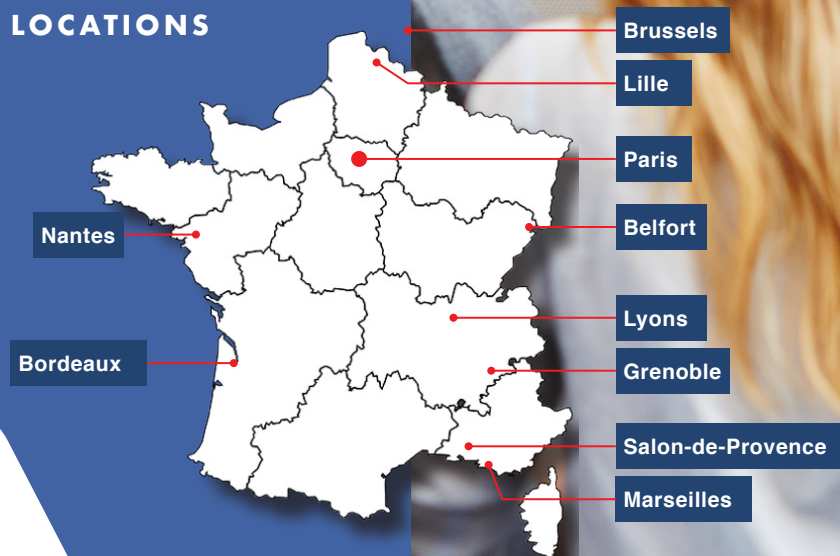 LOCATIONS
Brussels
Lille
Paris
Belfort
Nantes
Lyons
Bordeaux
Grenoble
Salon-de-Provence
Marseilles